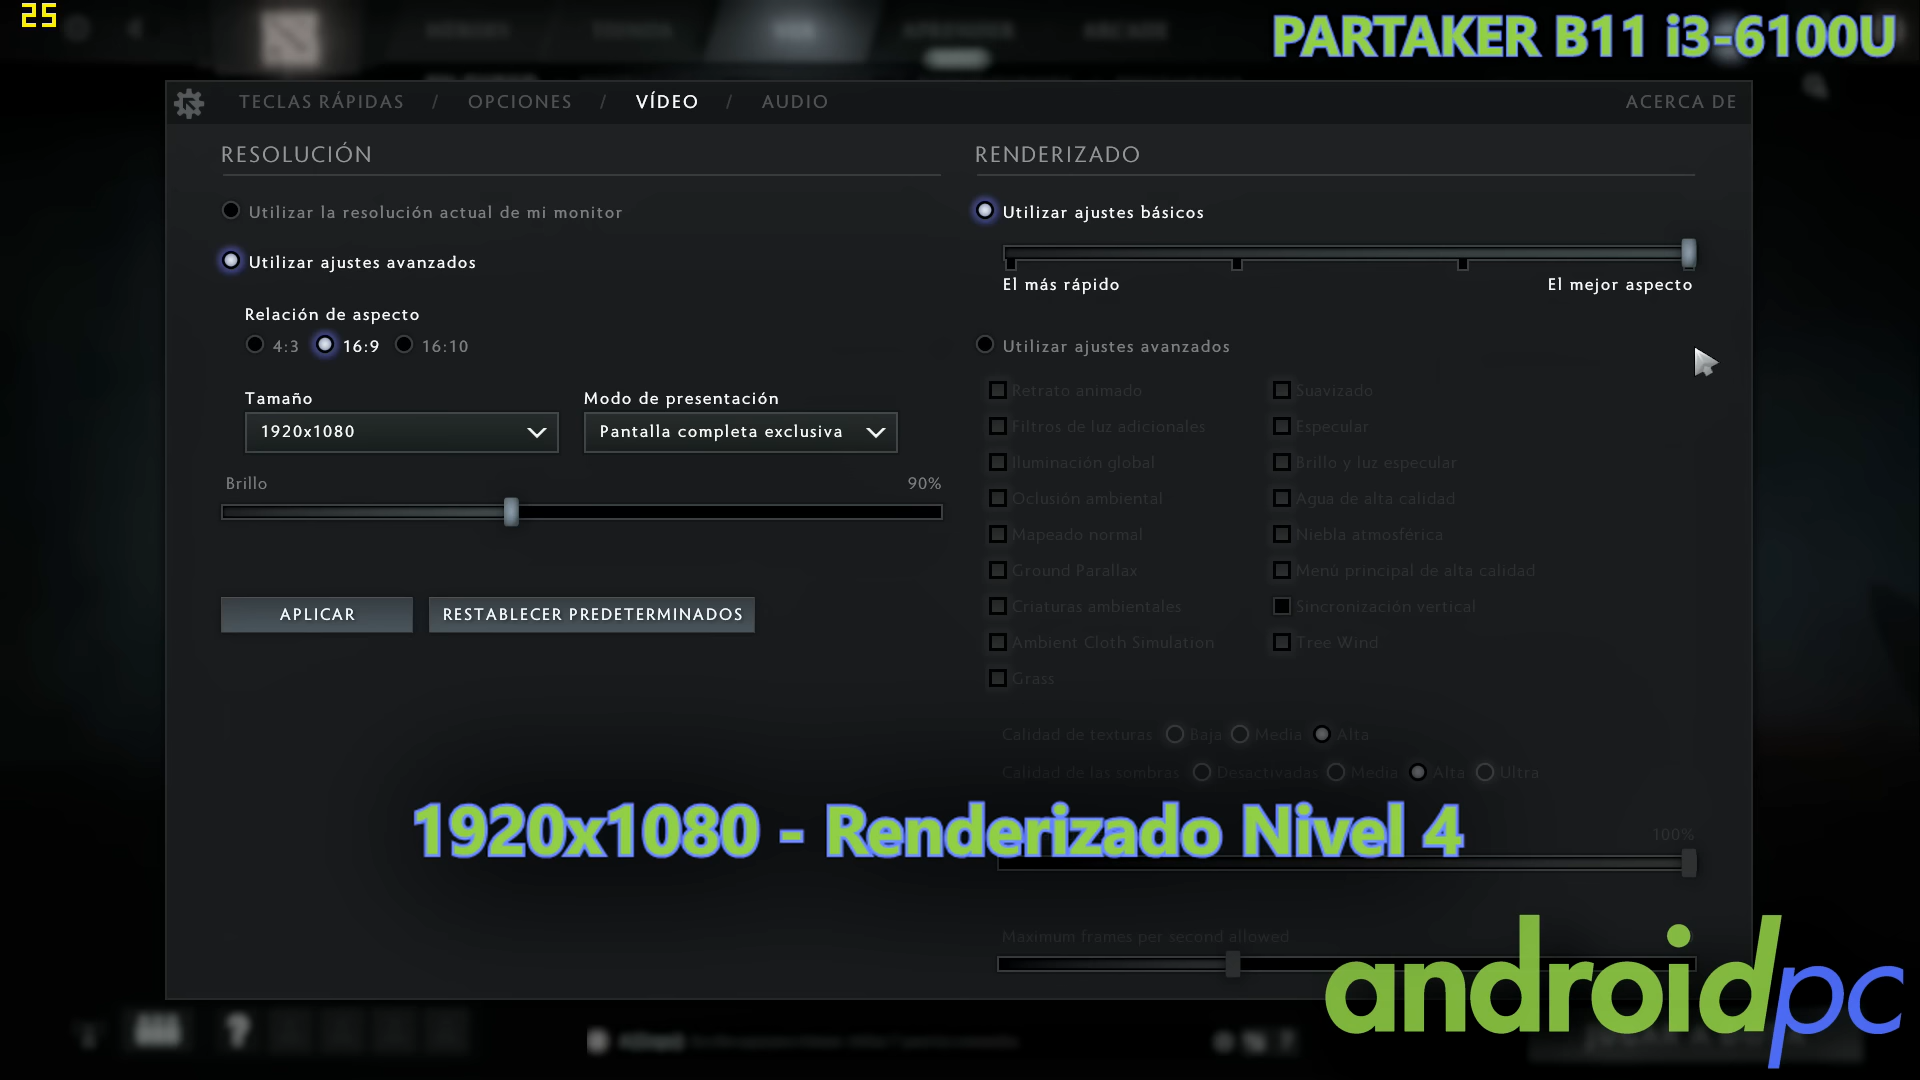 25
PARTAKER B11 i3-6100U
TECLAS RÁPIDAS / OPCIONES / VÍDEO / AUDIO
ACERCA DE
RESOLUCIÓN
Utilizar la resolución actual de mi monitor
Utilizar ajustes avanzados
Relación de aspecto
4:3 16:9 16:10
Tamaño
1920x1080
Modo de presentación
Pantalla completa exclusiva
Brillo 90%
APLICAR
RESTABLECER PREDETERMINADOS
RENDERIZADO
Utilizar ajustes básicos
El más rápido
El mejor aspecto
Utilizar ajustes avanzados
Retrato animado
Filtros de luz adicionales
Iluminación global
Oclusión ambiental
Mapeado normal
Ground Parallax
Criaturas ambientales
Ambient Cloth Simulation
Grass
Suavizado
Especular
Brillo y luz especular
Agua de alta calidad
Niebla atmosférica
Menú principal de alta calidad
Sincronización vertical
Tree Wind
Calidad de texturas Baja Media Alta
Calidad de las sombras Desactivadas Media Alta Ultra
1920x1080 - Renderizado Nivel 4
100%
Maximum frames per second allowed
androidpc